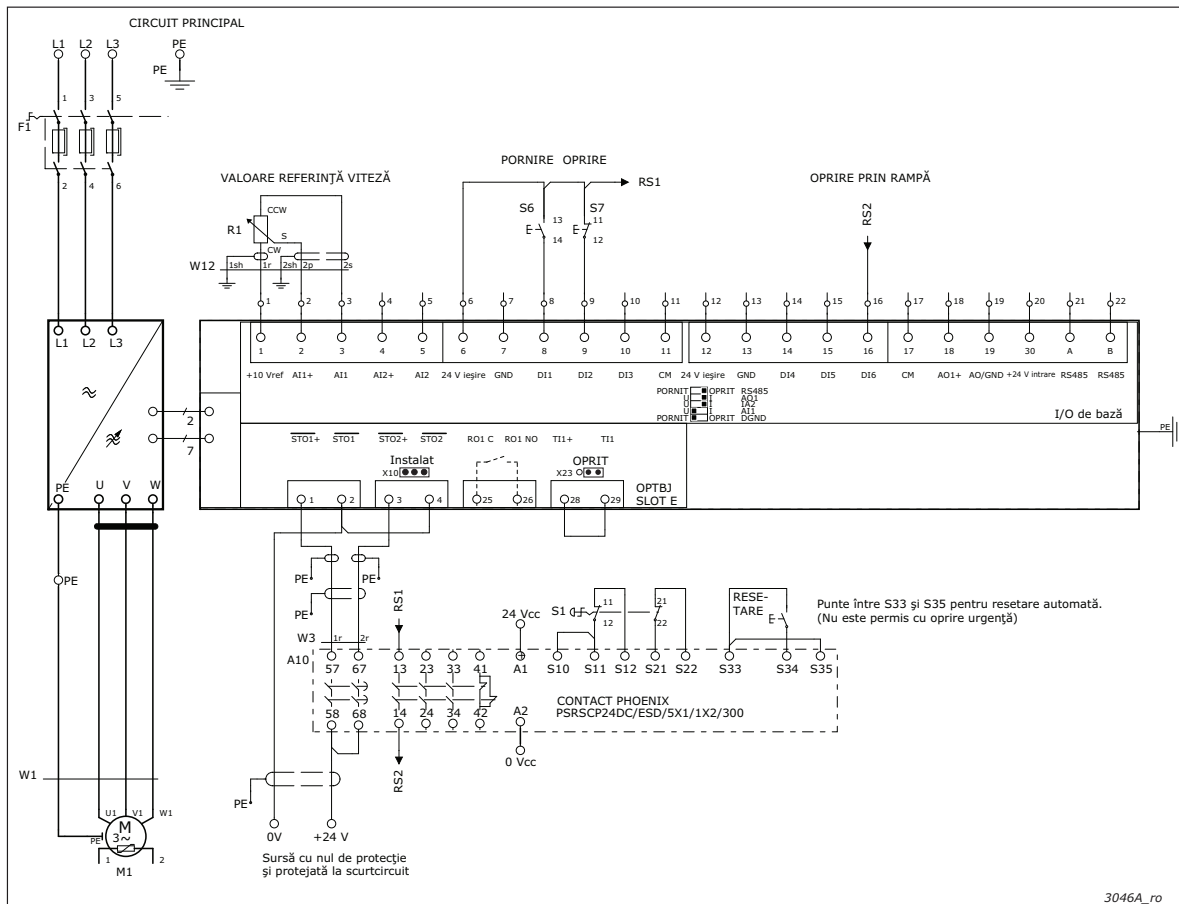 CIRCUIT PRINCIPAL
L1 L2 L3 PE
PE
1 3 5
F1
2 4 6
PORNIRE OPRIRE
VALOARE REFERINŢĂ VITEZĂ
OPRIRE PRIN RAMPĂ
RS1
RS2
CCW
R1
S
CW
S6
13
14
S7
11
12
W12
1sh 1r 2sh 2p 2s
1 2 3 4 5 6 7 8 9 10 11 12 13 14 15 16 17 18 19 20 21 22
L1 L2 L3
1 2 3 4 5 6 7 8 9 10 11 12 13 14 15 16 17 18 19 30 A B
+10 Vref AI1+ AI1 AI2+ AI2 24 V ieşire GND DI1 DI2 DI3 CM 24 V ieşire GND DI4 DI5 DI6 CM AO1+ AO/GND +24 V intrare RS485 RS485
PORNIT OPRIT RS485
U I AO1
U I IA2
U I AI1
PORNIT OPRIT DGND
I/O de bază
2
7
PE
STO1+ STO1 STO2+ STO2 RO1 C RO1 NO TI1+ TI1
Instalat
X10
OPRIT
X23
OPTBJ
SLOT E
PE U V W
1 2 3 4 25 26 28 29
PE
PE PE
PE
RS1
24 Vcc
S1
11
12
21
22
RESE-
TARE
Punte între S33 şi S35 pentru resetare automată.
(Nu este permis cu oprire urgenţă)
W3 1r 2r
A10
57 67 13 23 33 41 A1 S10 S11 S12 S21 S22 S33 S34 S35
CONTACT PHOENIX
PSRSCP24DC/ESD/5X1/1X2/300
58 68 14 24 34 42 A2
0 Vcc
RS2
W1
PE
U1 V1 W1
M
3~
PE
1 2
M1
0V +24 V
Sursă cu nul de protecţie
şi protejată la scurtcircuit
3046A_ro